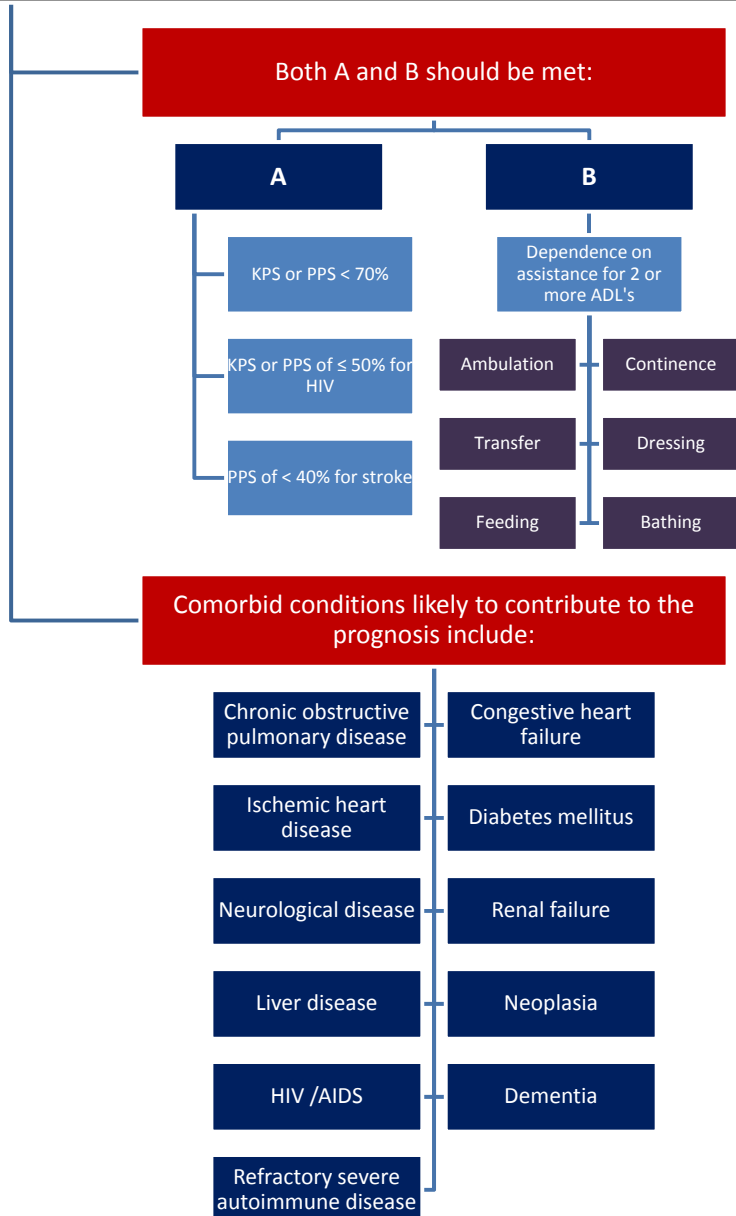 Both A and B should be met:
A
B
KPS or PPS < 70%
KPS or PPS of ≤ 50% for
HIV
PPS of < 40% for stroke
Dependence on
assistance for 2 or
more ADL's
Ambulation
Continence
Transfer
Dressing
Feeding
Bathing
Comorbid conditions likely to contribute to the
prognosis include:
Chronic obstructive
pulmonary disease
Congestive heart
failure
Ischemic heart
disease
Diabetes mellitus
Neurological disease
Renal failure
Liver disease
Neoplasia
HIV /AIDS
Dementia
Refractory severe
autoimmune disease